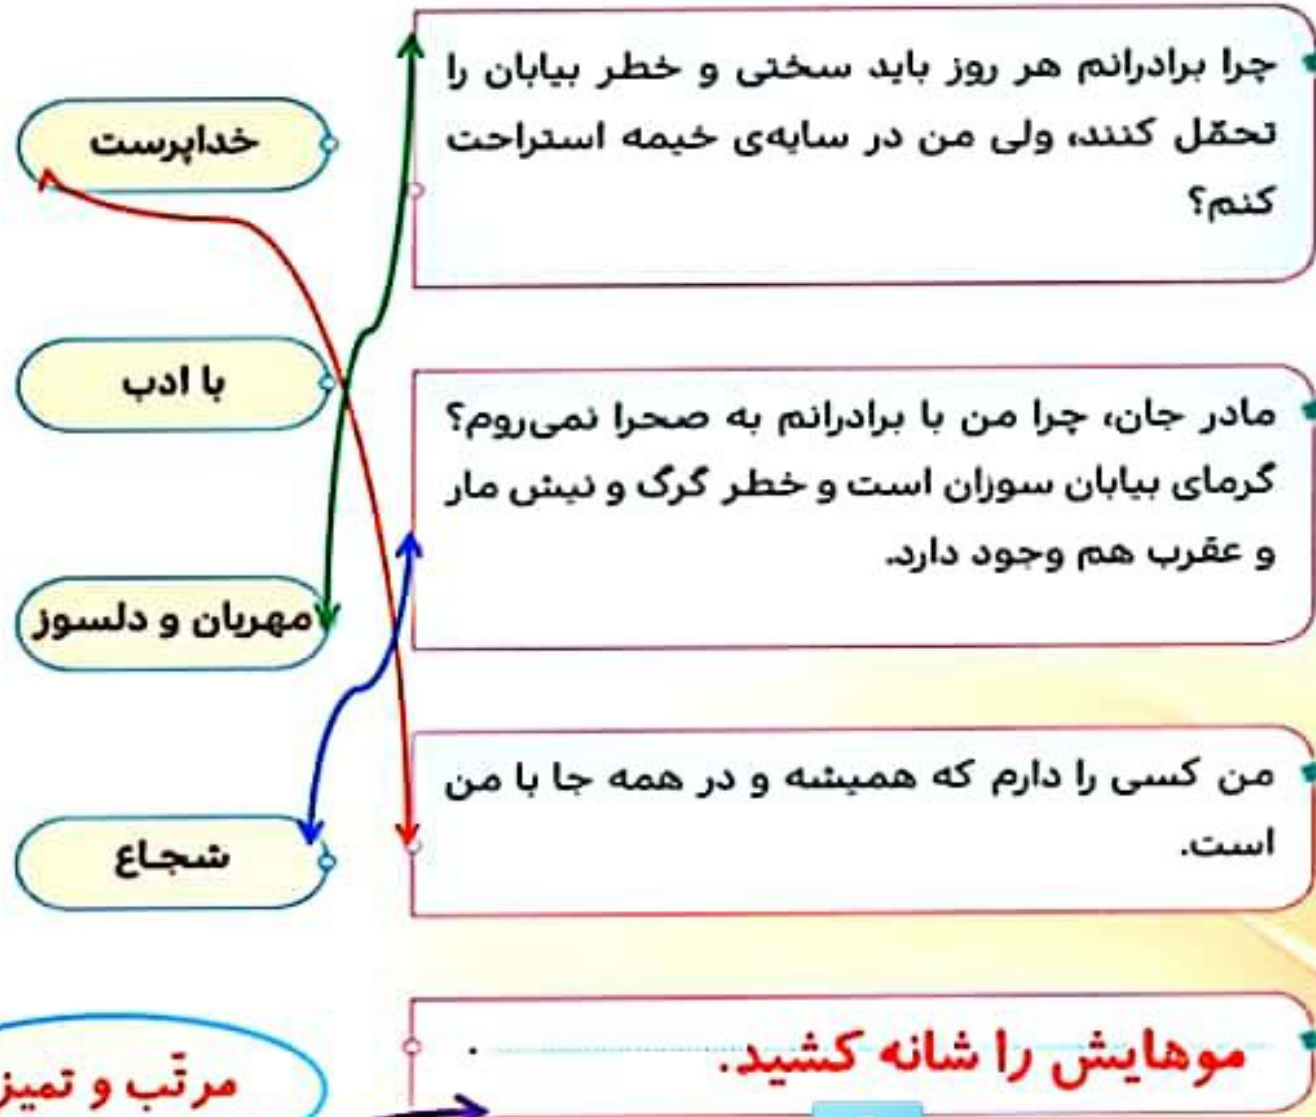 چرا برادرانم هر روز باید سختی و خطر بیابان را
تحمّل کنند، ولی من در سایه‌ی خیمه استراحت
کنم؟
خداپرست
مادر جان، چرا من با برادرانم به صحرا نمی‌روم؟
گرمای بیابان سوزان است و خطر گرگ و نیش مار
و عقرب هم وجود دارد.
با ادب
مهربان و دلسوز
من کسی را دارم که همیشه و در همه جا با من
است.
شجاع
موهایش را شانه کشید.
مرتّب و تمیز